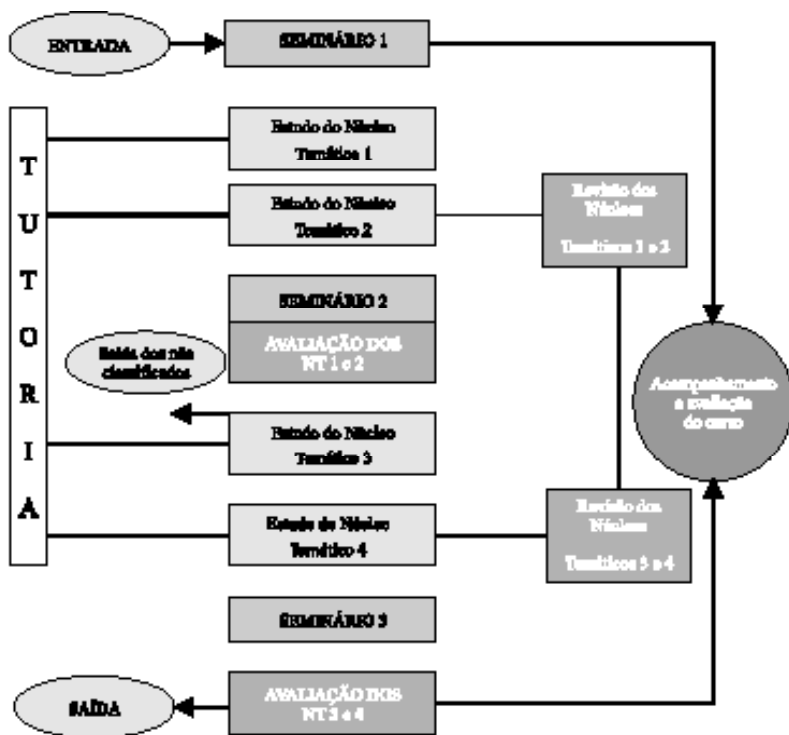 ENTRADA
SEMINÁRIO 1
T
U
T
O
R
I
A
Estudo do Núcleo
Temático 1
Estudo do Núcleo
Temático 2
Revisão dos
Núcleos
Temáticos 1 e 2
SEMINÁRIO 2
AVALIAÇÃO DOS
NT 1 e 2
Saída dos não
classificados
Acompanhamento
e avaliação
do curso
Estudo do Núcleo
Temático 3
Estudo do Núcleo
Temático 4
Revisão dos
Núcleos
Temáticos 3 e 4
SEMINÁRIO 3
AVALIAÇÃO DOS
NT 3 e 4
SAÍDA